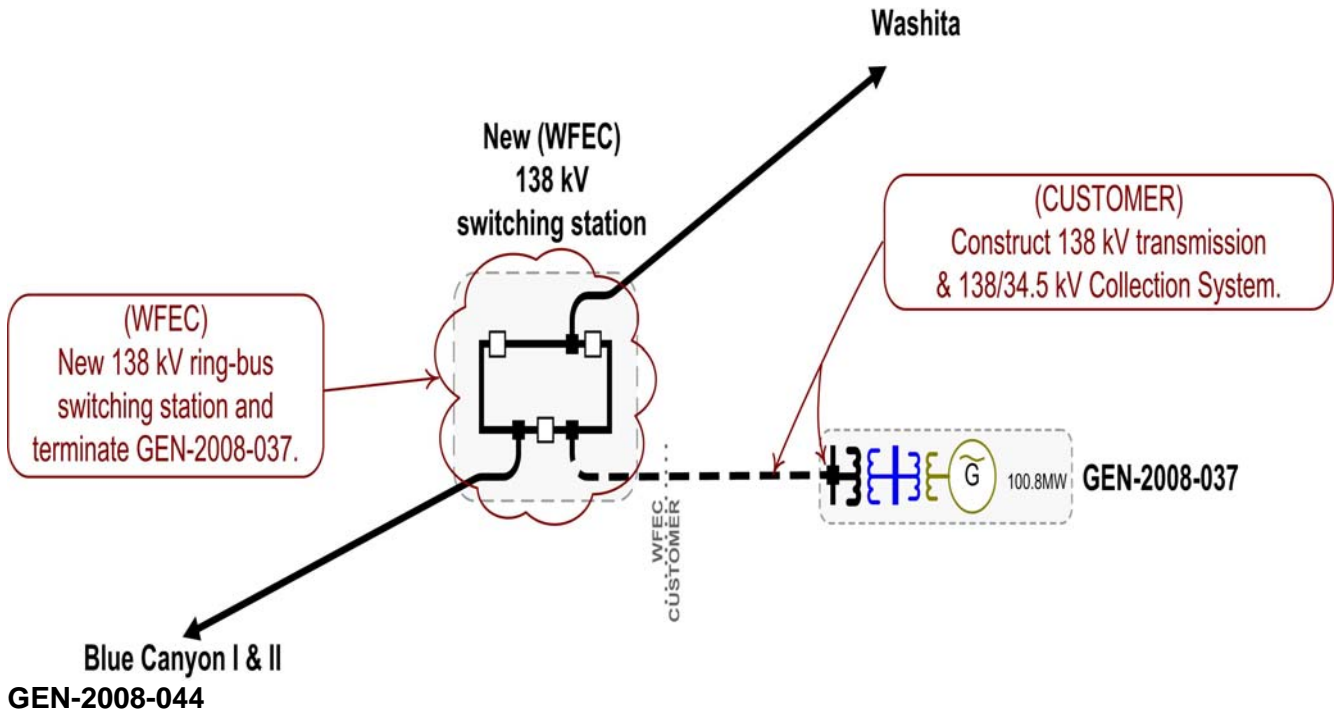 Washita
New (WFEC)
138 kV
switching station
(CUSTOMER)
Construct 138 kV transmission
& 138/34.5 kV Collection System.
(WFEC)
New 138 kV ring-bus
switching station and
terminate GEN-2008-037.
G
100.8MW
GEN-2008-037
WFEC
CUSTOMER
Blue Canyon I & II
GEN-2008-044